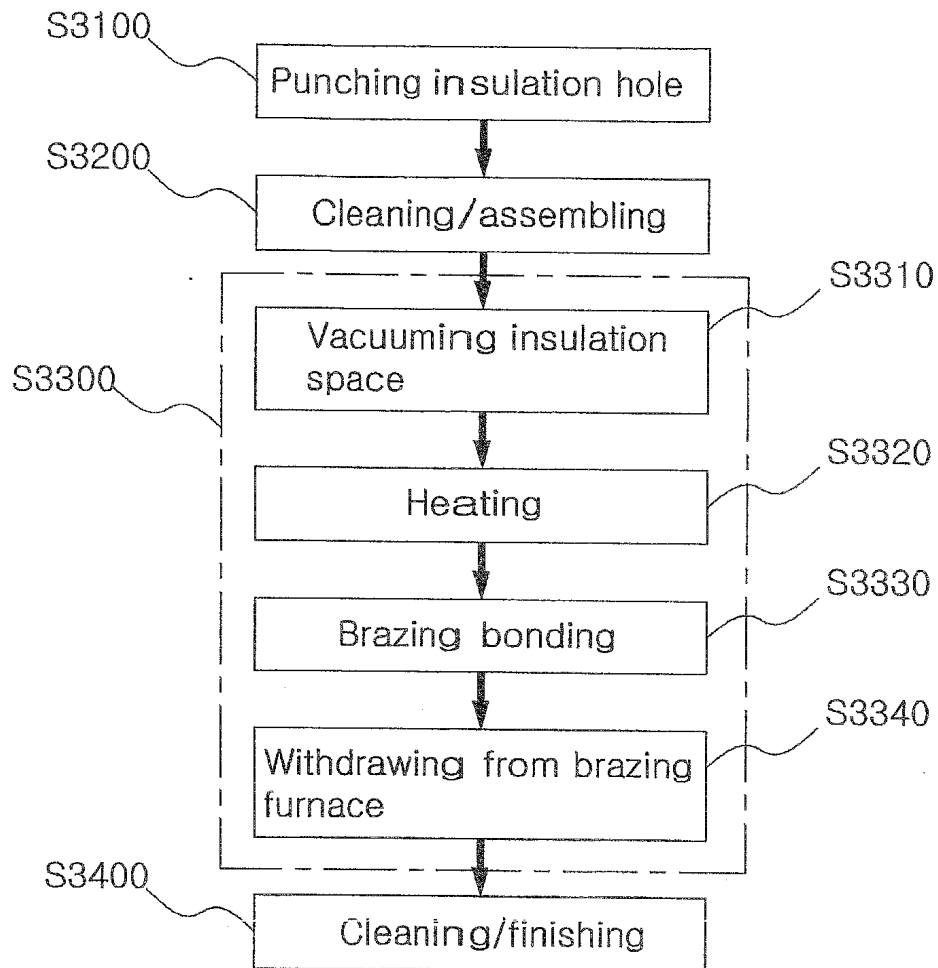 S3100
Punching insulation hole
S3200
Cleaning/assembling
S3310
Vacuuming insulation
space
S3300
S3320
Heating
S3330
Brazing bonding
S3340
Withdrawing from brazing
furnace
S3400
Cleaning/finishing